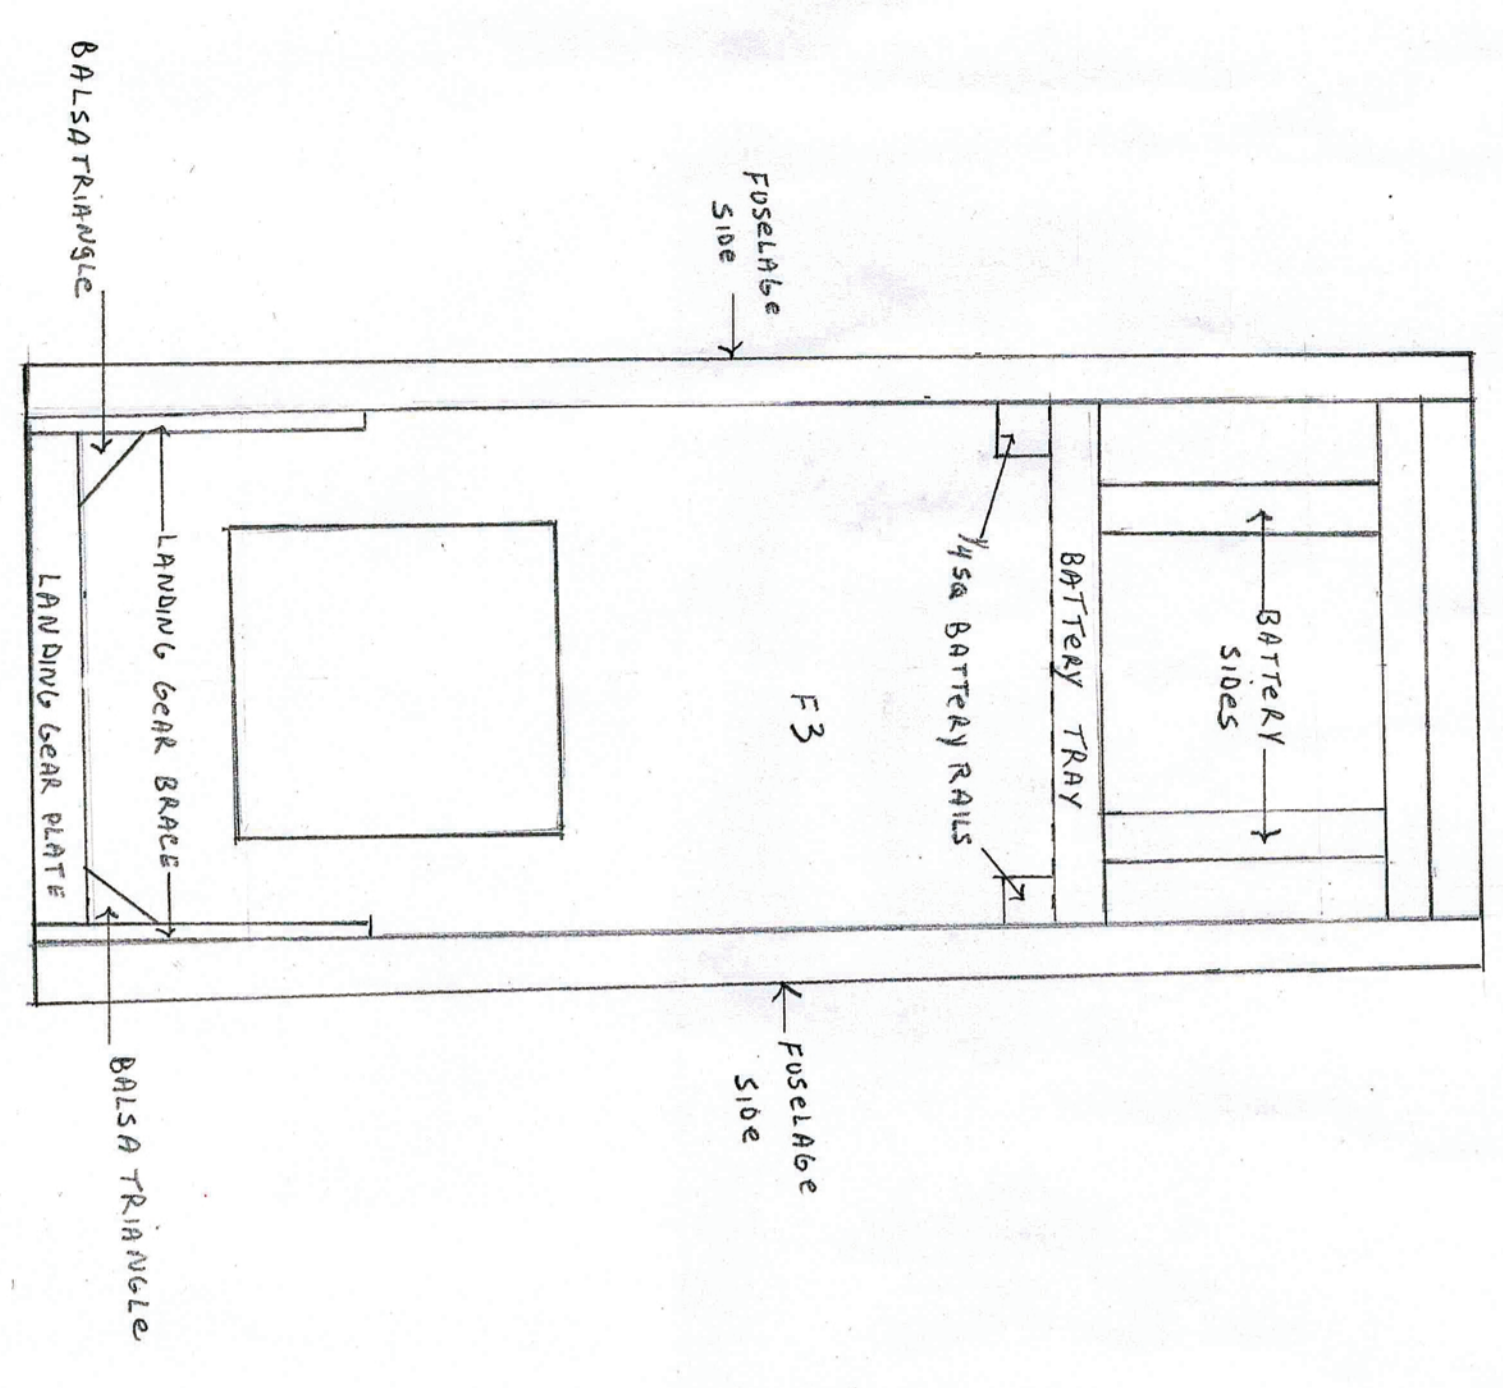 BATTERY
SIDES
BATTERY TRAY
1/4 SQ BATTERY RAILS
F3
FUSELAGE
SIDE
FUSELAGE
SIDE
LANDING GEAR BRACE
BALSA TRIANGLE
BALSA TRIANGLE
LANDING GEAR PLATE